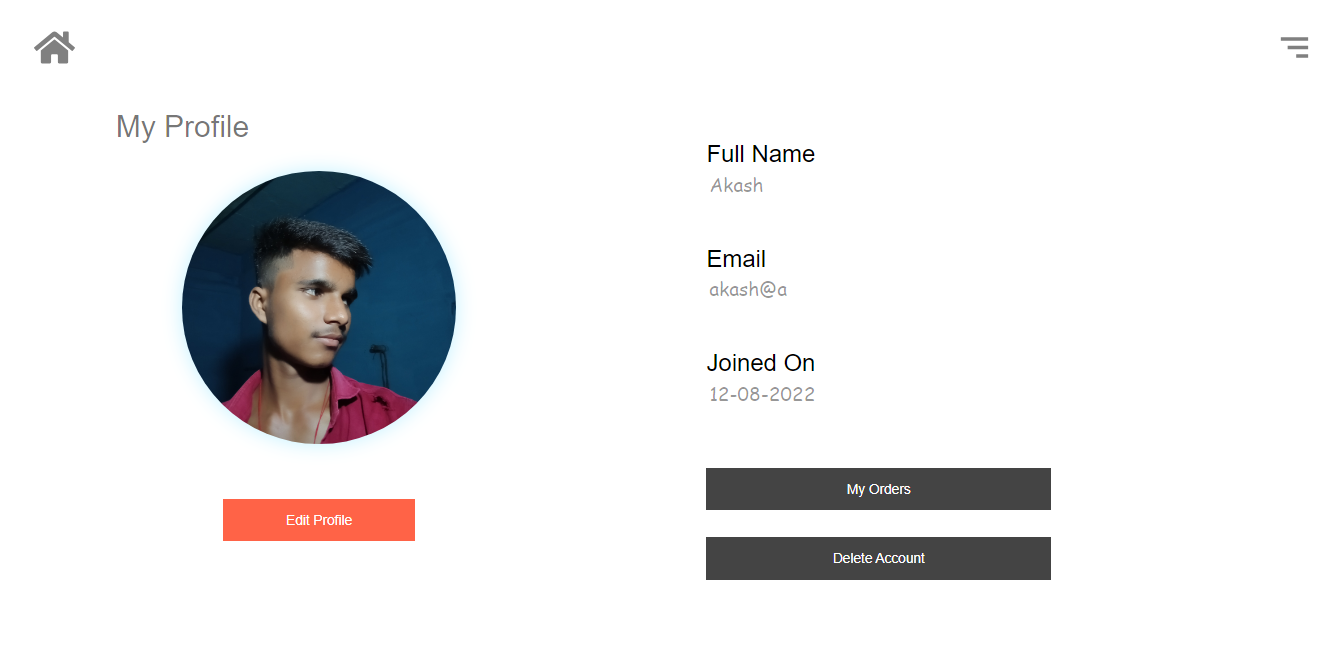 My Profile
Edit Profile
Full Name
Akash
Email
akash@a
Joined On
12-08-2022
My Orders
Delete Account